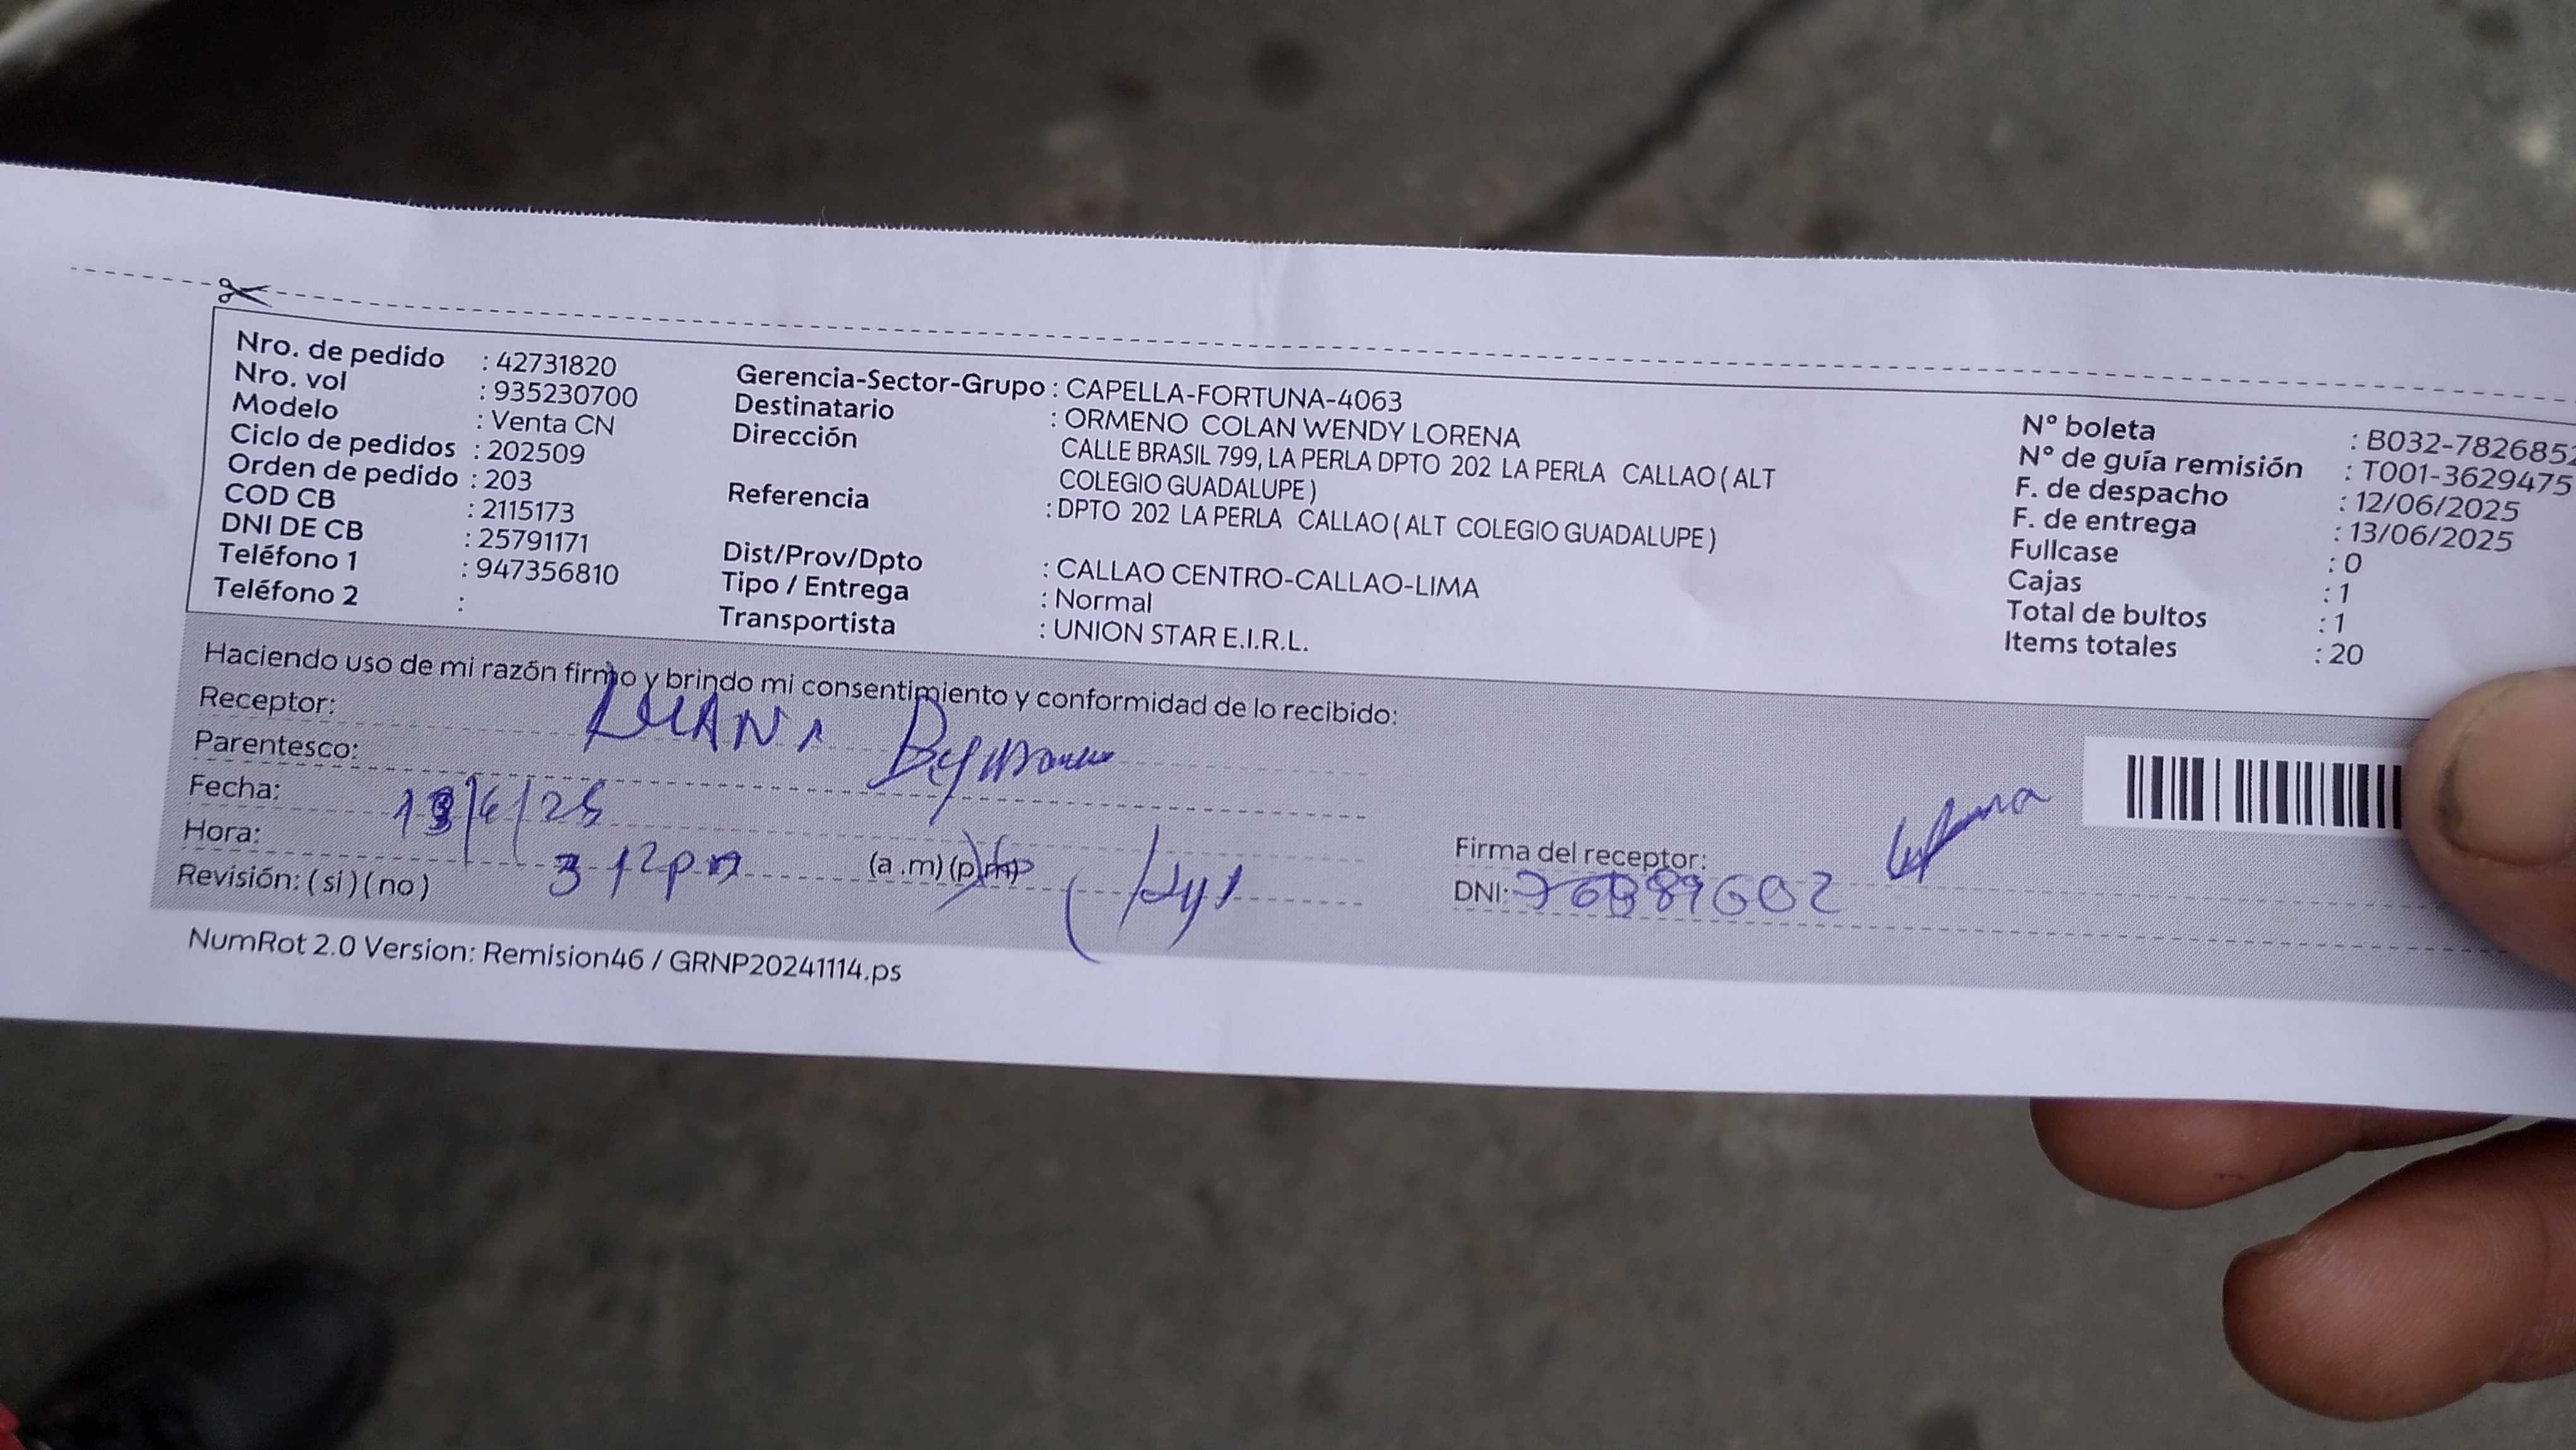 Nro. de pedido : 42731820
Nro. vol : 935230700
Modelo : Venta CN
Ciclo de pedidos : 202509
Orden de pedido : 203
COD CB : 2115173
DNI DE CB : 25791171
Teléfono 1 : 947356810
Teléfono 2 :
Gerencia-Sector-Grupo : CAPELLA-FORTUNA-4063
Destinatario : ORMENO COLAN WENDY LORENA
Dirección CALLE BRASIL 799, LA PERLA DPTO 202 LA PERLA CALLAO ( ALT
COLEGIO GUADALUPE )
Referencia : DPTO 202 LA PERLA CALLAO ( ALT COLEGIO GUADALUPE )
Dist/Prov/Dpto : CALLAO CENTRO-CALLAO-LIMA
Tipo / Entrega : Normal
Transportista : UNION STAR E.I.R.L.
N° boleta : B032-7826852
N° de guía remisión : T001-3629475
F. de despacho : 12/06/2025
F. de entrega : 13/06/2025
Fullcase : 0
Cajas : 1
Total de bultos : 1
Items totales : 20
Haciendo uso de mi razón firmo y brindo mi consentimiento y conformidad de lo recibido:
Receptor:
Parentesco:
Fecha: 13/6/25
Hora: 3 12pm (a.m) (p.m)
Revisión: ( si ) ( no )
Firma del receptor:
DNI:
NumRot 2.0 Version: Remision46 / GRNP20241114.ps